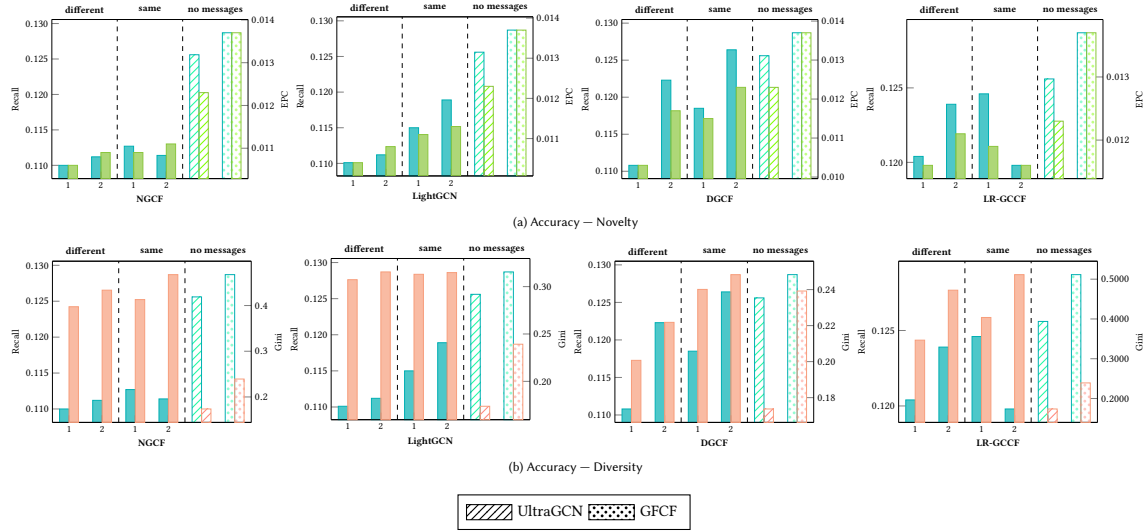 different same no messages
0.130 0.014
0.125 0.013
0.120 0.012
0.115 0.011
0.110
Recall EPC
1 2 1 2
NGCF
different same no messages
0.130 0.014
0.125 0.013
0.120 0.012
0.115 0.011
0.110
Recall EPC
1 2 1 2
LightGCN
different same no messages
0.130 0.014
0.125 0.013
0.120 0.012
0.115 0.011
0.110 0.010
Recall EPC
1 2 1 2
DGCF
different same no messages
0.125 0.013
0.120 0.012
Recall EPC
1 2 1 2
LR-GCCF
(a) Accuracy — Novelty
different same no messages
0.130
0.125 0.4
0.120 0.3
0.115 0.2
0.110
Recall Gini
1 2 1 2
NGCF
different same no messages
0.130 0.30
0.125 0.25
0.120 0.20
0.115
0.110
Recall Gini
1 2 1 2
LightGCN
different same no messages
0.130 0.24
0.125 0.22
0.120 0.20
0.115 0.18
0.110
Recall Gini
1 2 1 2
DGCF
different same no messages
0.125 0.5000
0.120 0.4000
0.3000
0.2000
Recall Gini
1 2 1 2
LR-GCCF
(b) Accuracy — Diversity
UltraGCN GFCF